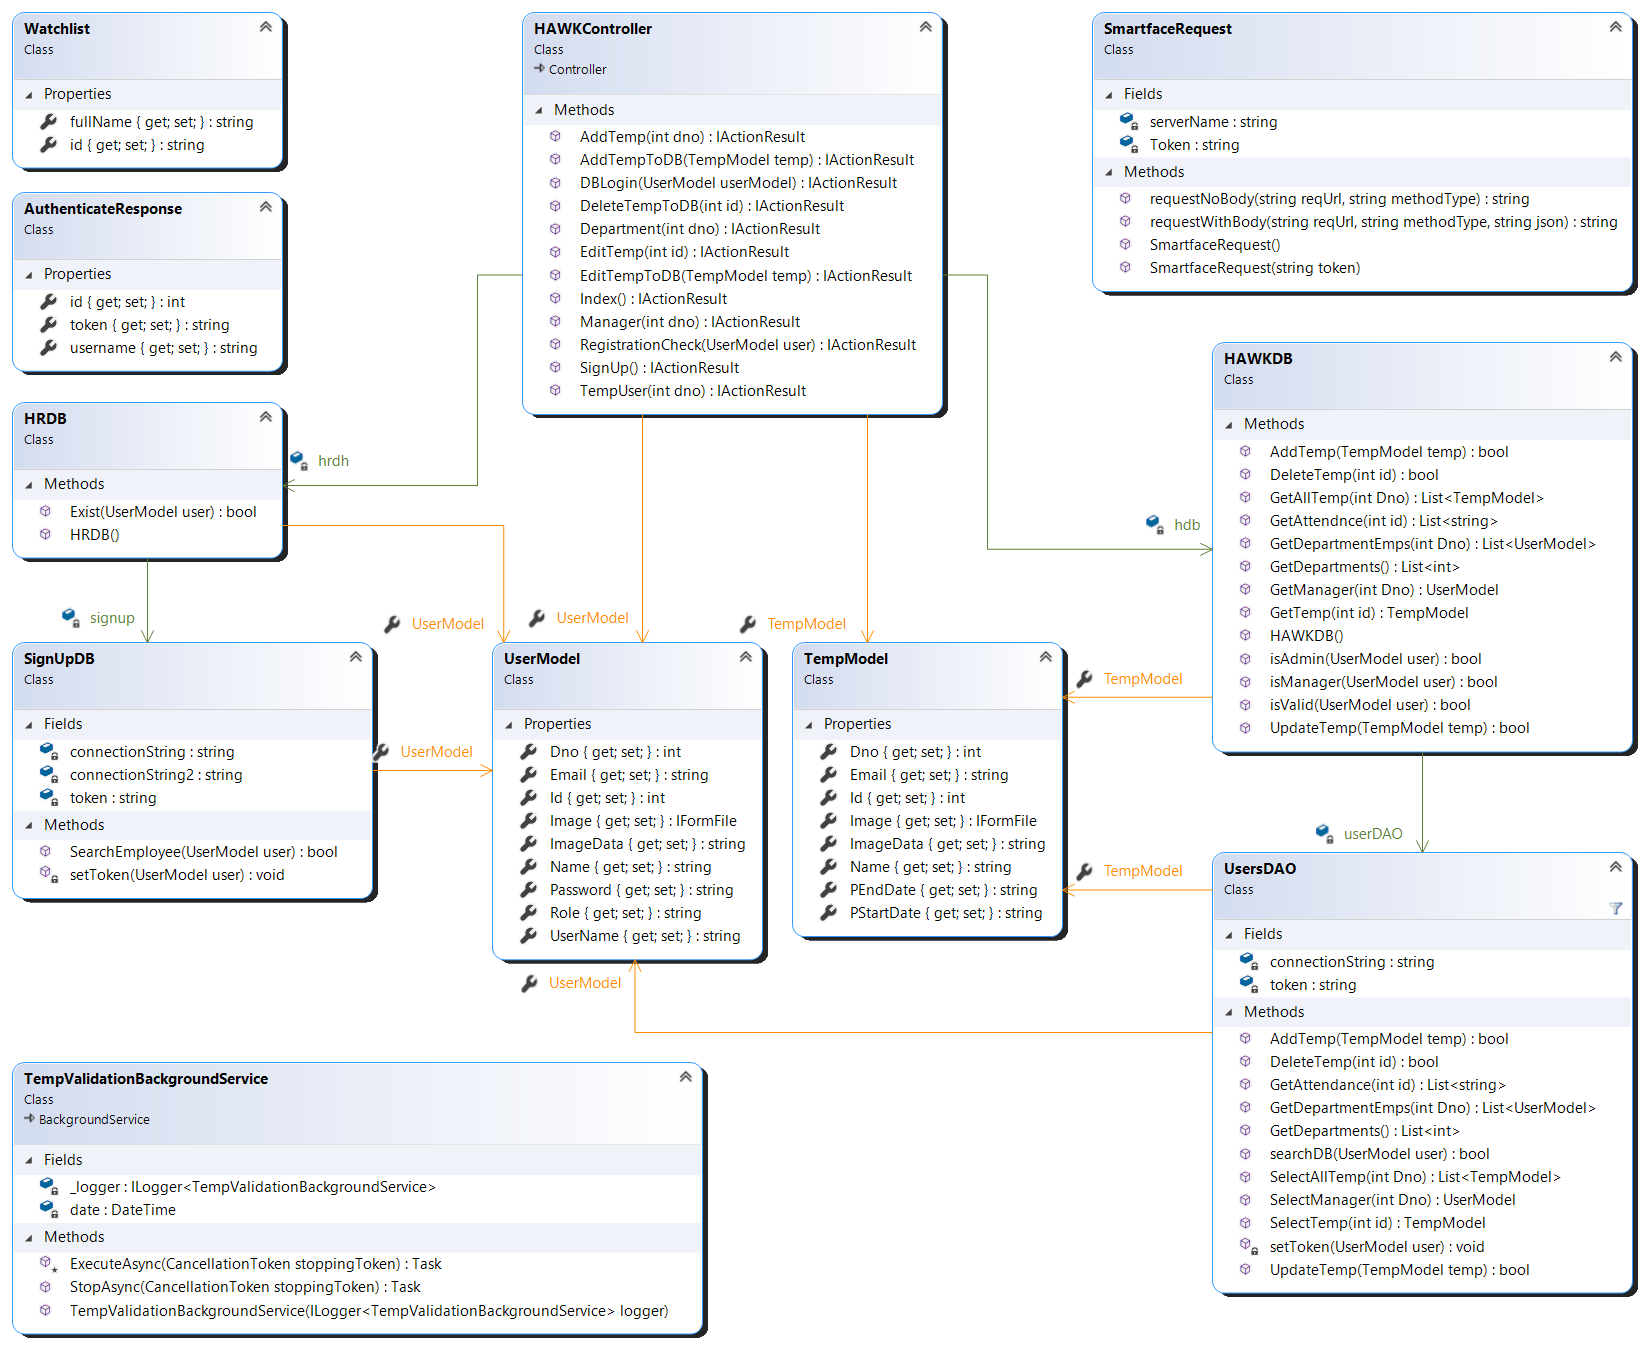 Watchlist
Class
Properties
fullName { get; set; } : string
id { get; set; } : string
AuthenticateResponse
Class
Properties
id { get; set; } : int
token { get; set; } : string
username { get; set; } : string
HRDB
Class
Methods
Exist(UserModel user) : bool
HRDB()
HAWKController
Class
Controller
Methods
AddTemp(int dno) : IActionResult
AddTempToDB(TempModel temp) : IActionResult
DBLogin(UserModel userModel) : IActionResult
DeleteTempToDB(int id) : IActionResult
Department(int dno) : IActionResult
EditTemp(int id) : IActionResult
EditTempToDB(TempModel temp) : IActionResult
Index() : IActionResult
Manager(int dno) : IActionResult
RegistrationCheck(UserModel user) : IActionResult
SignUp() : IActionResult
TempUser(int dno) : IActionResult
SmartfaceRequest
Class
Fields
serverName : string
Token : string
Methods
requestNoBody(string reqUrl, string methodType) : string
requestWithBody(string reqUrl, string methodType, string json) : string
SmartfaceRequest()
SmartfaceRequest(string token)
hrdh
hdb
HAWKDB
Class
Methods
AddTemp(TempModel temp) : bool
DeleteTemp(int id) : bool
GetAllTemp(int Dno) : List<TempModel>
GetAttendnce(int id) : List<string>
GetDepartmentEmps(int Dno) : List<UserModel>
GetDepartments() : List<int>
GetManager(int Dno) : UserModel
GetTemp(int id) : TempModel
HAWKDB()
isAdmin(UserModel user) : bool
isManager(UserModel user) : bool
isValid(UserModel user) : bool
UpdateTemp(TempModel temp) : bool
signup
UserModel
UserModel
TempModel
SignUpDB
Class
Fields
connectionString : string
connectionString2 : string
token : string
Methods
SearchEmployee(UserModel user) : bool
setToken(UserModel user) : void
UserModel
UserModel
Class
Properties
Dno { get; set; } : int
Email { get; set; } : string
Id { get; set; } : int
Image { get; set; } : IFormFile
ImageData { get; set; } : string
Name { get; set; } : string
Password { get; set; } : string
Role { get; set; } : string
UserName { get; set; } : string
TempModel
Class
Properties
Dno { get; set; } : int
Email { get; set; } : string
Id { get; set; } : int
Image { get; set; } : IFormFile
ImageData { get; set; } : string
Name { get; set; } : string
PEndDate { get; set; } : string
PStartDate { get; set; } : string
TempModel
userDAO
TempModel
UserModel
UsersDAO
Class
Fields
connectionString : string
token : string
Methods
AddTemp(TempModel temp) : bool
DeleteTemp(int id) : bool
GetAttendance(int id) : List<string>
GetDepartmentEmps(int Dno) : List<UserModel>
GetDepartments() : List<int>
searchDB(UserModel user) : bool
SelectAllTemp(int Dno) : List<TempModel>
SelectManager(int Dno) : UserModel
SelectTemp(int id) : TempModel
setToken(UserModel user) : void
UpdateTemp(TempModel temp) : bool
TempValidationBackgroundService
Class
BackgroundService
Fields
_logger : ILogger<TempValidationBackgroundService>
date : DateTime
Methods
ExecuteAsync(CancellationToken stoppingToken) : Task
StopAsync(CancellationToken stoppingToken) : Task
TempValidationBackgroundService(ILogger<TempValidationBackgroundService> logger)